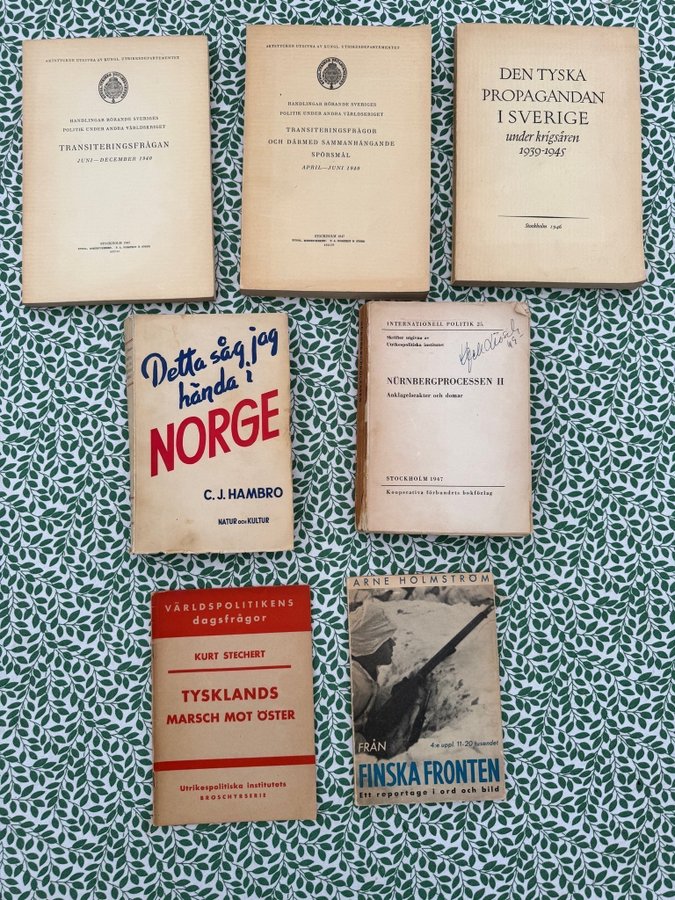 AKTSTYCKEN UTGIVNA AV KUNGL. UTRIKESDEPARTEMENTET
HANDLINGAR RÖRANDE SVERIGES
POLITIK UNDER ANDRA VÄRLDSKRIGET
TRANSITERINGSFRÅGAN
JUNI—DECEMBER 1940
STOCKHOLM 1947
AKTSTYCKEN UTGIVNA AV KUNGL. UTRIKESDEPARTEMENTET
HANDLINGAR RÖRANDE SVERIGES
POLITIK UNDER ANDRA VÄRLDSKRIGET
TRANSITERINGSFRÅGOR
OCH DÄRMED SAMMANHÄNGANDE
SPÖRSMÅL
APRIL—JUNI 1940
STOCKHOLM 1947
DEN TYSKA
PROPAGANDAN
I SVERIGE
under krigsåren
1939-1945
Stockholm 1946
Detta såg jag
hända i
NORGE
C. J. HAMBRO
NATUR OCH KULTUR
INTERNATIONELL POLITIK 25
Skrifter utgivna av
Utrikespolitiska institutet
NÜRNBERGPROCESSEN II
Anklagelseakter och domar
STOCKHOLM 1947
Kooperativa förbundets bokförlag
VÄRLDSPOLITIKENS
dagsfrågor
KURT STECHERT
TYSKLANDS
MARSCH MOT ÖSTER
Utrikespolitiska institutets
BROSCHYRSERIE
ARNE HOLMSTRÖM
4:e uppl. 11-20 tusendet
FRÅN
FINSKA FRONTEN
Ett reportage i ord och bild